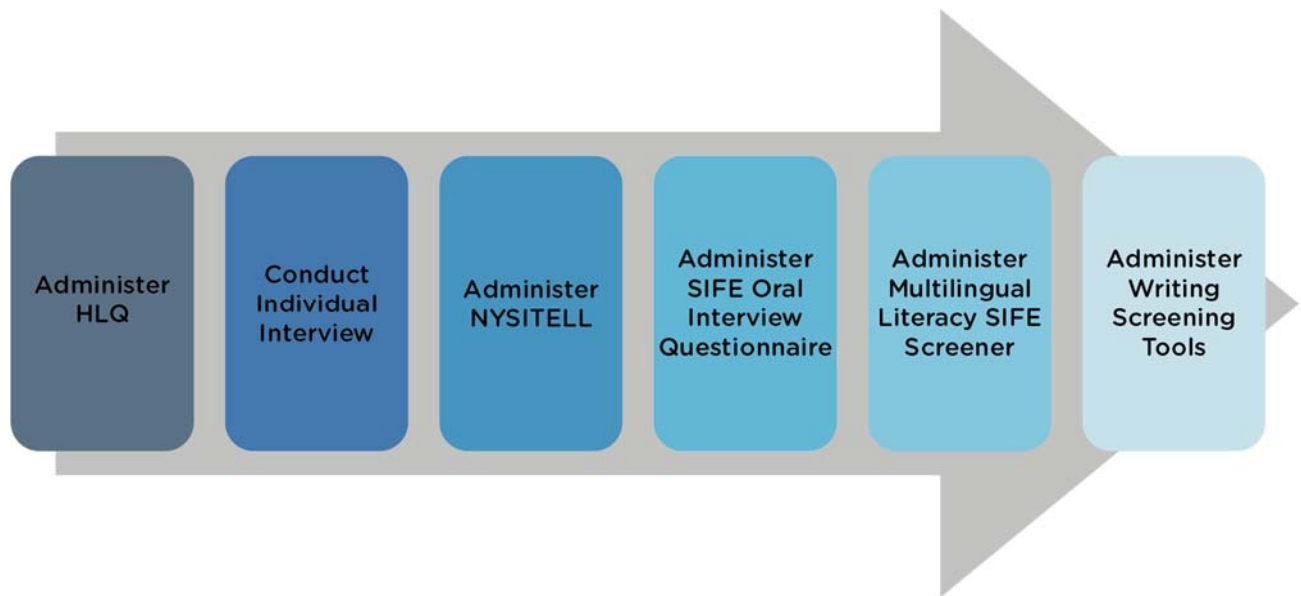 Administer
HLQ
Conduct
Individual
Interview
Administer
NYSITELL
Administer
SIFE Oral
Interview
Questionnaire
Administer
Multilingual
Literacy SIFE
Screener
Administer
Writing
Screening
Tools